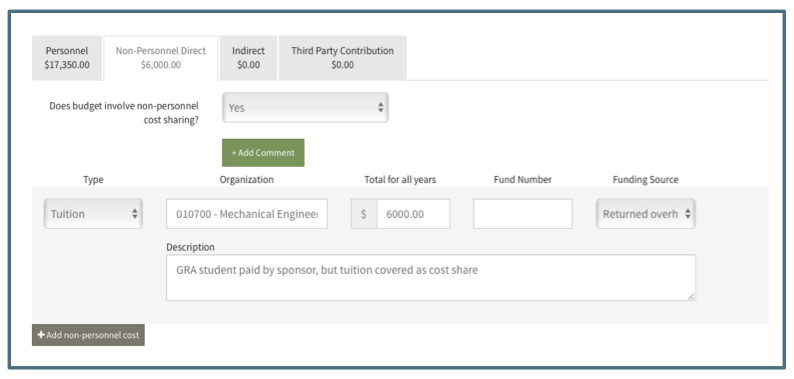 Personnel
$17,350.00
Non-Personnel Direct
$6,000.00
Indirect
$0.00
Third Party Contribution
$0.00
Does budget involve non-personnel
cost sharing?
Yes
+ Add Comment
Type
Organization
Total for all years
Fund Number
Funding Source
Tuition
010700 - Mechanical Engineer
$ 6000.00
Returned overh
Description
GRA student paid by sponsor, but tuition covered as cost share
+ Add non-personnel cost